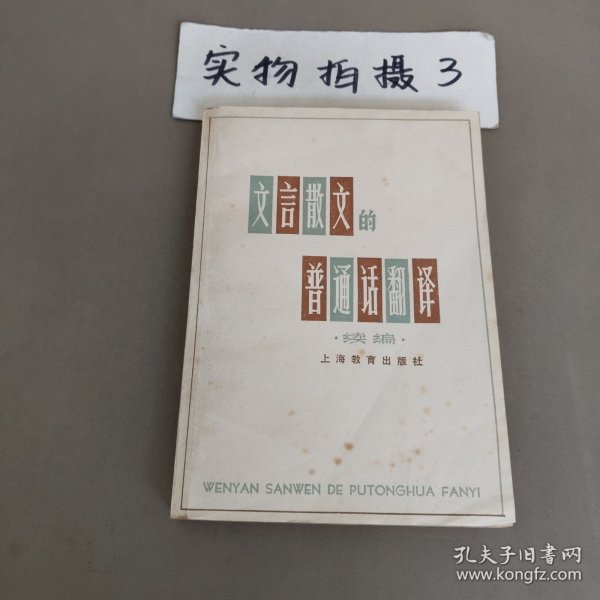 实物拍摄3
文言散文的
普通话翻译
·续编·
上海教育出版社
WENYAN SANWEN DE PUTONGHUA FANYI
孔夫子旧书网
www.kongfz.com